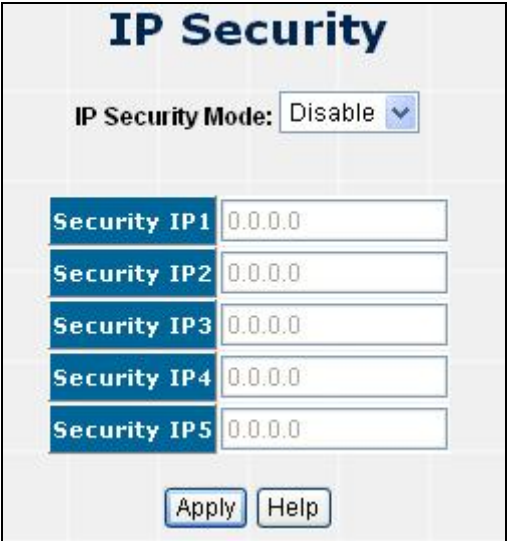 IP Security
IP Security Mode: Disable
Security IP1 0.0.0.0
Security IP2 0.0.0.0
Security IP3 0.0.0.0
Security IP4 0.0.0.0
Security IP5 0.0.0.0
Apply Help